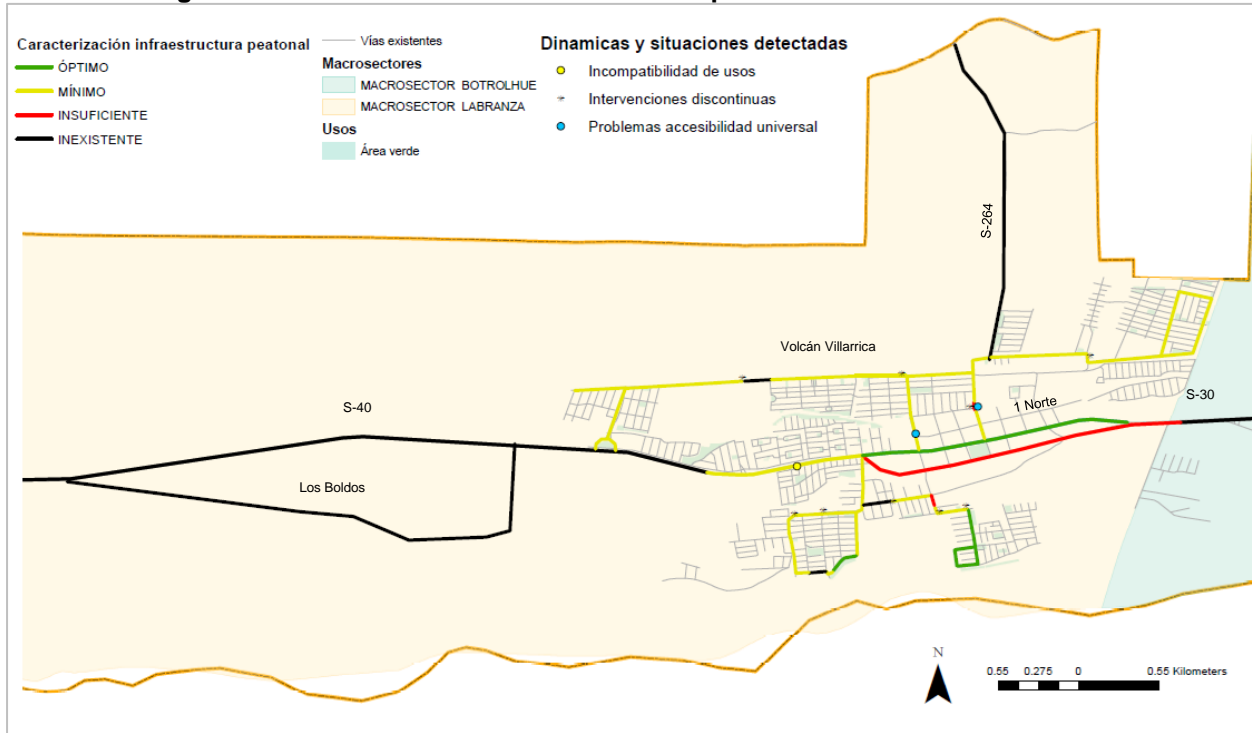 Caracterización infraestructura peatonal
ÓPTIMO
MÍNIMO
INSUFICIENTE
INEXISTENTE
Vías existentes
Macrosectores
MACROSECTOR BOTROLHUE
MACROSECTOR LABRANZA
Usos
Área verde
Dinamicas y situaciones detectadas
Incompatibilidad de usos
Intervenciones discontinuas
Problemas accesibilidad universal
S-264
Volcán Villarrica
S-40
1 Norte
S-30
Los Boldos
N
0.55 0.275 0 0.55 Kilometers